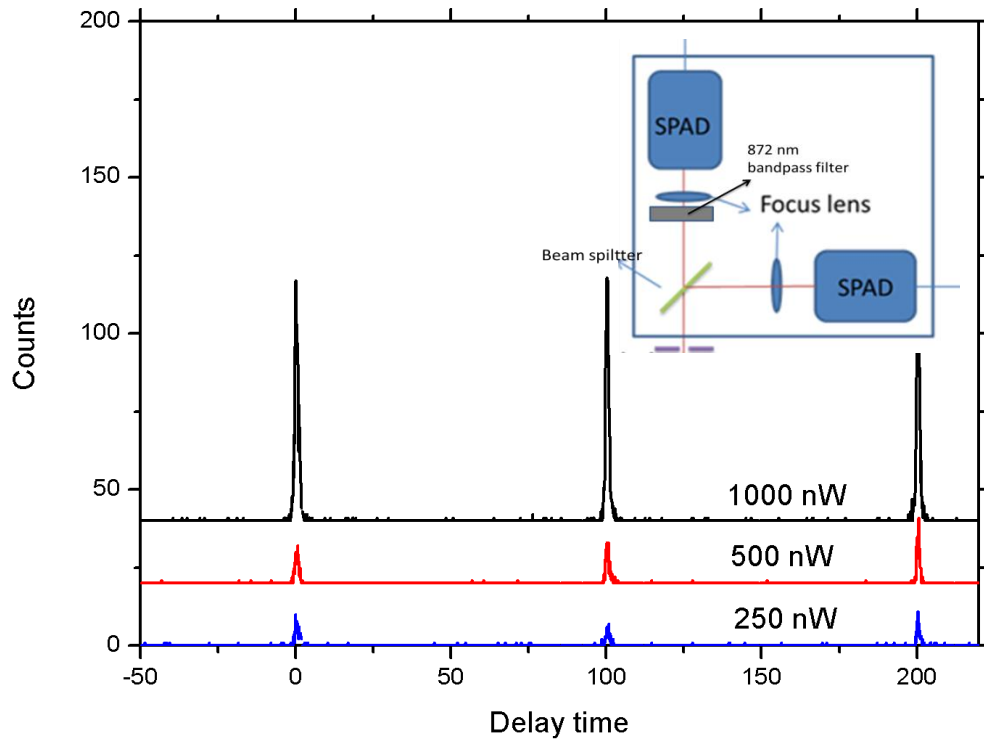 200
150
100
50
0
Counts
-50
0
50
100
150
200
Delay time
SPAD
872 nm
bandpass filter
Focus lens
Beam spiltter
SPAD
1000 nW
500 nW
250 nW